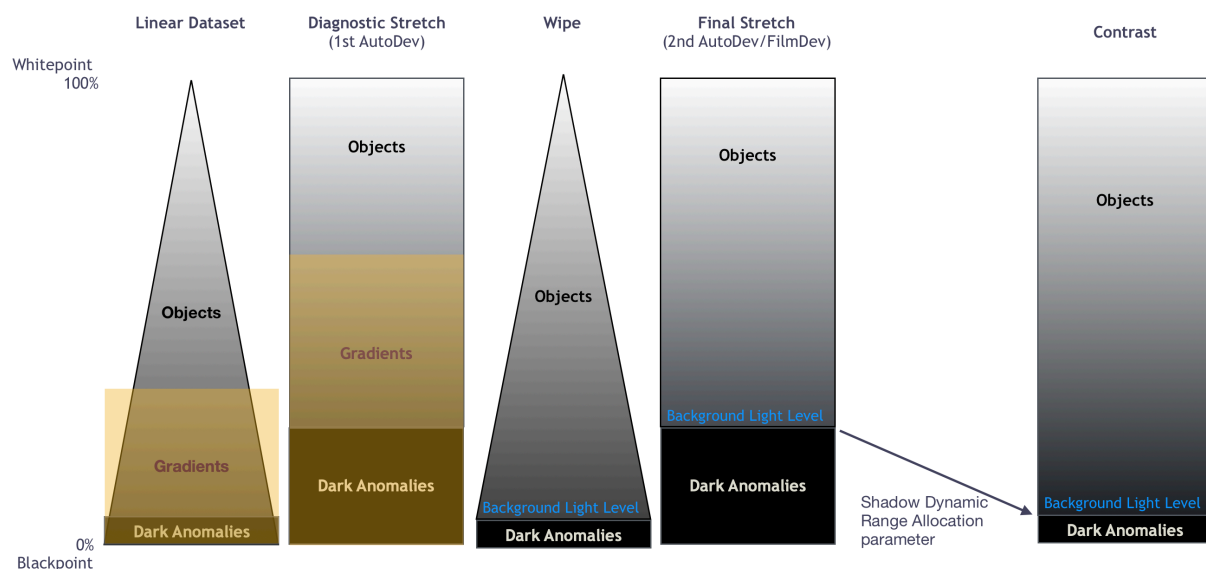 Linear Dataset
Diagnostic Stretch
(1st AutoDev)
Wipe
Final Stretch
(2nd AutoDev/FilmDev)
Contrast
Whitepoint
100%
Objects
Gradients
Dark Anomalies
0%
Blackpoint
Objects
Gradients
Dark Anomalies
Objects
Background Light Level
Dark Anomalies
Objects
Background Light Level
Dark Anomalies
Shadow Dynamic
Range Allocation
parameter
Objects
Background Light Level
Dark Anomalies